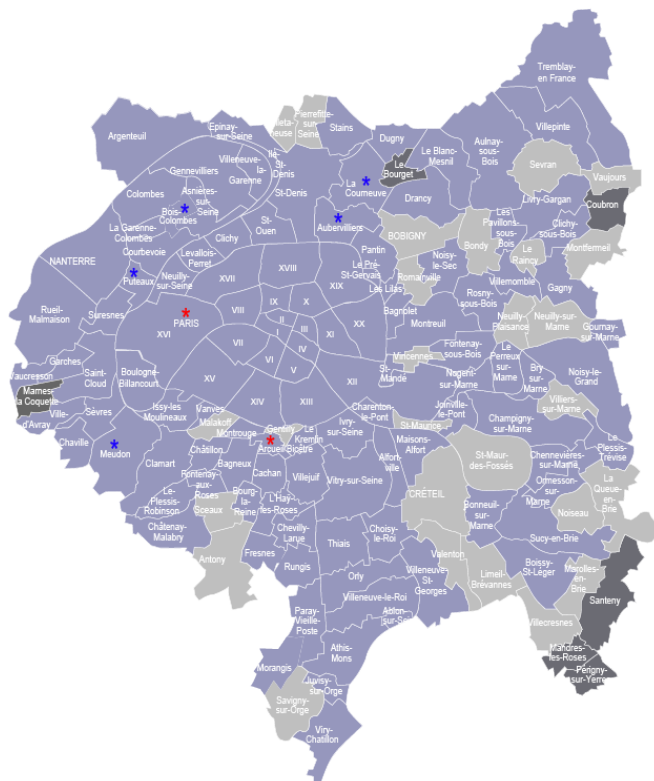 Tremblay-
en France
Villepinte
Pierrefitte-
sur-
Seine
Villeta-
neuse
Stains
Epinay-
sur-Seine
Argenteuil
Dugny
Le Blanc-
Mesnil
Aulnay-
sous-
Bois
Sevran
Vaujours
Coubron
Le-
Bourget
Ile-
St-Denis
Villeneuve-
la-
Garenne
Gennevilliers
St-Denis
La
Courneuve
Drancy
Livry-Gargan
Clichy-
sous-Bois
Montfermeil
Colombes
Asnières-
sur-
Seine
Bois-
Colombes
La Garenne-
Colombes
St-
Ouen
Aubervilliers
BOBIGNY
Bondy
Les
Pavillons-
sous-
Bois
Le
Raincy
Courbevoie
Clichy
Levallois-
Perret
Pantin
Le Pré-
St-Gervais
Romainville
Noisy-
le-Sec
NANTERRE
Puteaux
Neuilly-
sur-Seine
XVII
XVIII
XIX
Les Lilas
Villemomble
Gagny
Rosny-
sous-Bois
Rueil-
Malmaison
Suresnes
PARIS
XVI
VIII
IX
X
II
I
III
IV
XI
XX
Bagnolet
Montreuil
Neuilly-
Plaisance
Neuilly-sur-
Marne
Gournay-
sur-Marne
VII
VI
V
XII
Fontenay-
sous-Bois
Le
Perreux-
sur-Marne
Bry-
sur-
Marne
Noisy-
le-Grand
Garches
Vaucresson
Marnes-
la Coquette
Saint-
Cloud
Boulogne-
Billancourt
XV
XIV
XIII
St-
Mandé
Vincennes
Nogent-
sur-Marne
Villiers-
sur-Marne
Ville-
d'Avray
Sèvres
Issy-les-
Moulineaux
Vanves
Malakoff
Montrouge
Gentilly
Le
Kremlin
Bicêtre
Arcueil
Ivry-
sur-Seine
Charenton-
le-Pont
St-Maurice
Joinville-
le-Pont
Champigny-
sur-Marne
Le
Plessis-
Trévise
Chaville
Meudon
Clamart
Châtillon
Bagneux
Cachan
Villejuif
Vitry-sur-Seine
Alfort-
ville
Maisons-
Alfort
St-Maur-
des-Fossés
Chennevières-
sur-Marne
Ormesson-
sur-
Marne
La
Queue-
en-Brie
Fontenay-
aux-
Roses
Le-
Plessis-
Robinson
Sceaux
Bourg-
la-
Reine
L'Hay-
les-Roses
Chevilly-
Larue
Choisy-
le-Roi
CRÉTEIL
Bonneuil-
sur-
Marne
Noiseau
Sucy-en-Brie
Châtenay-
Malabry
Antony
Fresnes
Rungis
Thiais
Orly
Valenton
Villeneuve-
St-
Georges
Limeil-
Brévannes
Boissy-
St-Léger
Marolles-
en-
Brie
Santeny
Villeneuve-le-Roi
Ablon-
sur-Sei
Villecresnes
Paray-
Vieille-
Poste
Athis-
Mons
Mandres-
les-Roses
Périgny-
sur-Yerres
Morangis
Juvisy-
sur-Orge
Savigny-
sur-Orge
Viry-
Chatillon